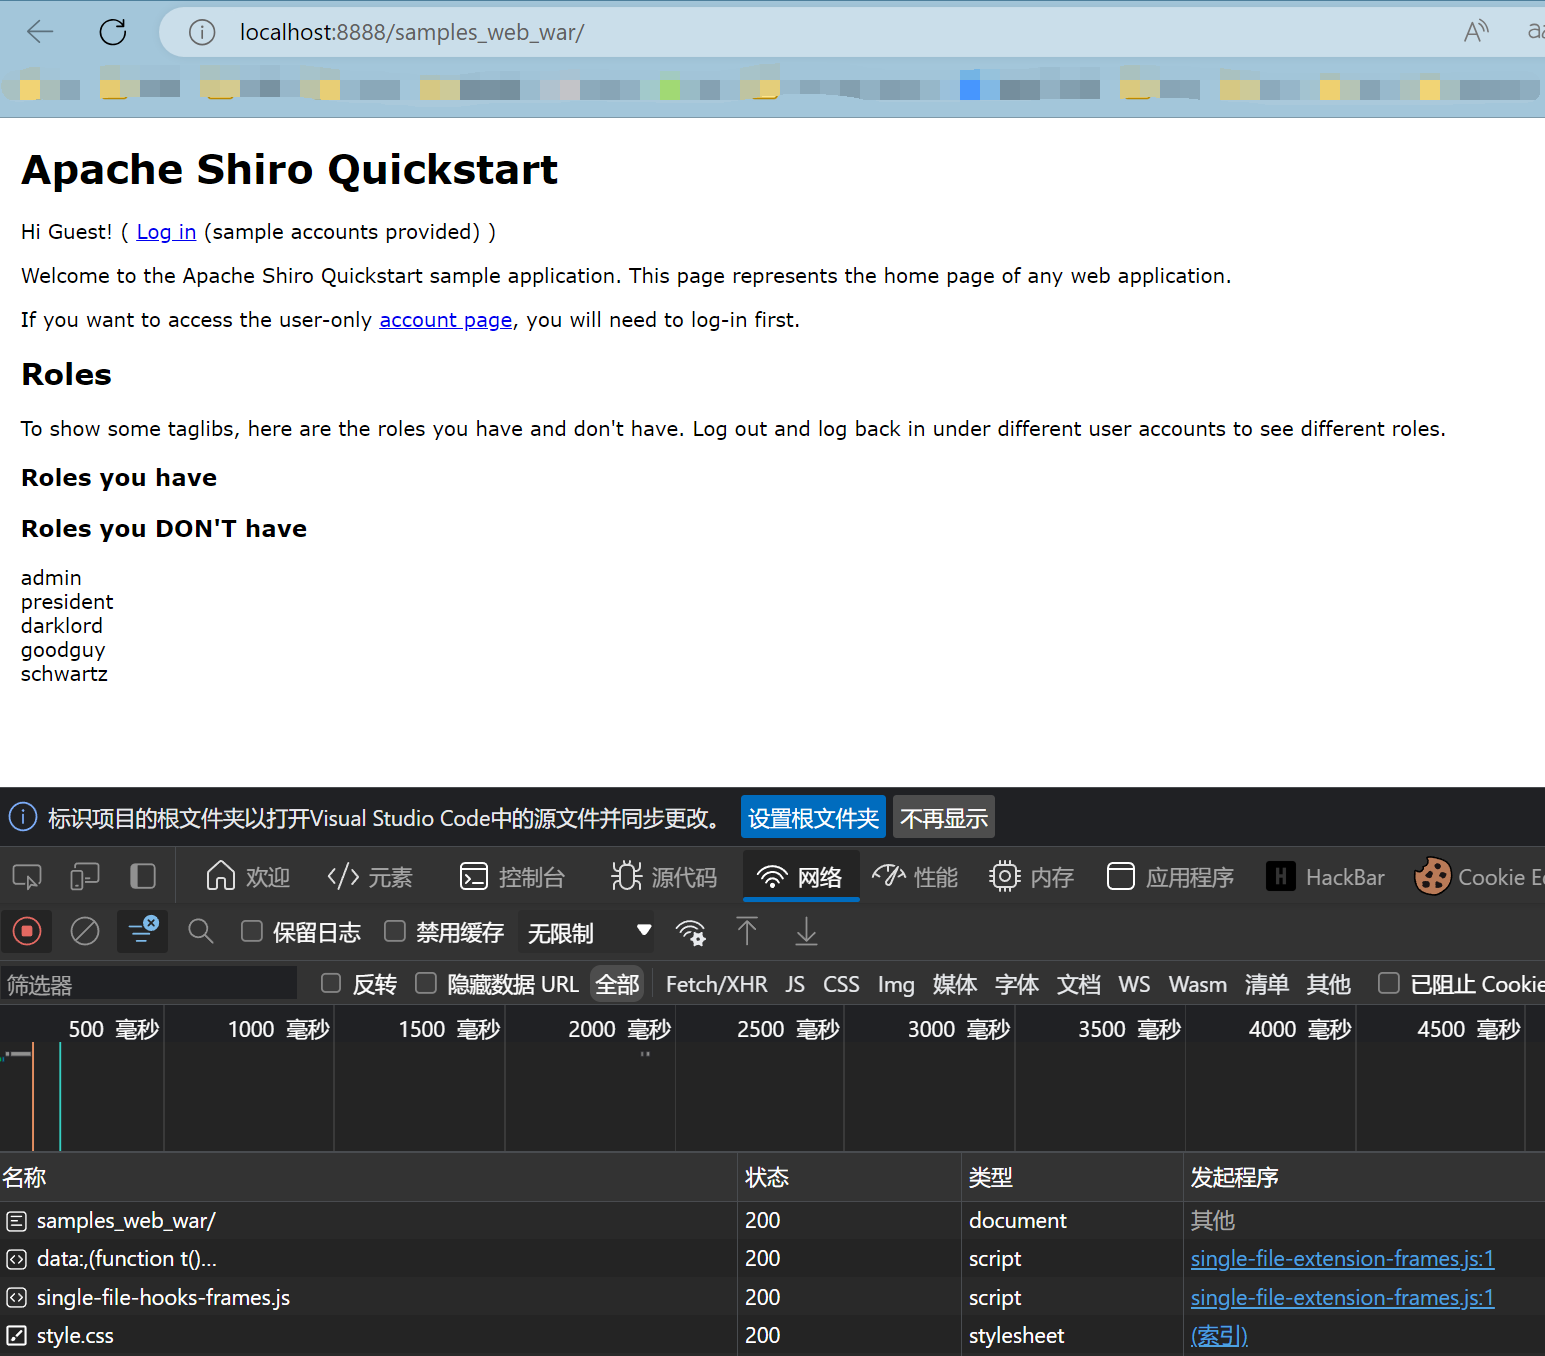 localhost:8888/samples_web_war/
Apache Shiro Quickstart
Hi Guest! ( Log in (sample accounts provided) )
Welcome to the Apache Shiro Quickstart sample application. This page represents the home page of any web application.
If you want to access the user-only account page, you will need to log-in first.
Roles
To show some taglibs, here are the roles you have and don't have. Log out and log back in under different user accounts to see different roles.
Roles you have
Roles you DON'T have
admin
president
darklord
goodguy
schwartz
标识项目的根文件夹以打开Visual Studio Code中的源文件并同步更改。 设置根文件夹 不再显示
欢迎 元素 控制台 源代码 网络 性能 内存 应用程序 HackBar Cookie
保留日志 禁用缓存 无限制
筛选器 反转 隐藏数据 URL 全部 Fetch/XHR JS CSS Img 媒体 字体 文档 WS Wasm 清单 其他 已阻止 Cookie
500 毫秒 1000 毫秒 1500 毫秒 2000 毫秒 2500 毫秒 3000 毫秒 3500 毫秒 4000 毫秒 4500 毫秒
名称 状态 类型 发起程序
samples_web_war/ 200 document 其他
data:,(function t()... 200 script single-file-extension-frames.js:1
single-file-hooks-frames.js 200 script single-file-extension-frames.js:1
style.css 200 stylesheet (索引)